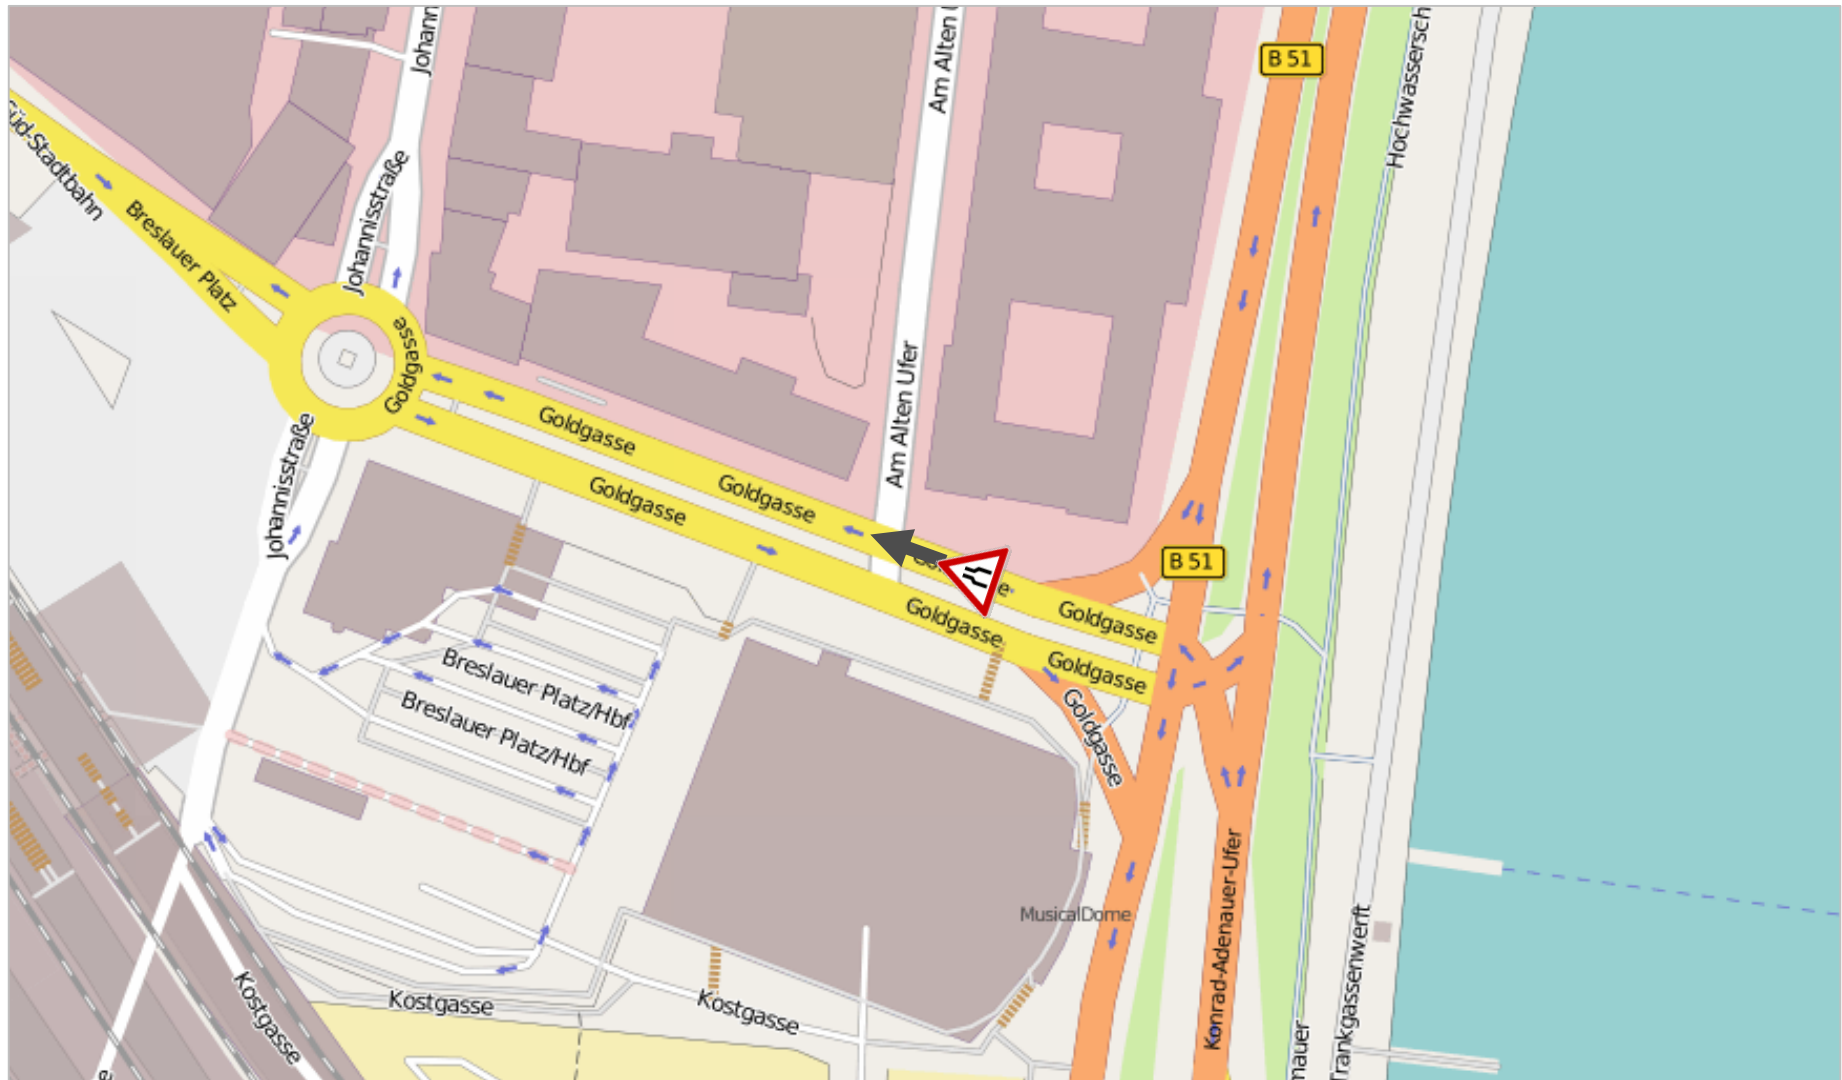 Johann
Am Alten
B 51
Hochwassersch
Süd-Stadtbahn
Breslauer Platz
Johannisstraße
Goldgasse
Am Alten Ufer
Goldgasse
Goldgasse
Goldgasse
Johannisstraße
B 51
Goldgasse
Goldgasse
Goldgasse
Goldgasse
Breslauer Platz/Hbf
Breslauer Platz/Hbf
MusicalDome
Konrad-Adenauer-Ufer
Trankgassenwerft
Kostgasse
Kostgasse
Kostgasse
mauer